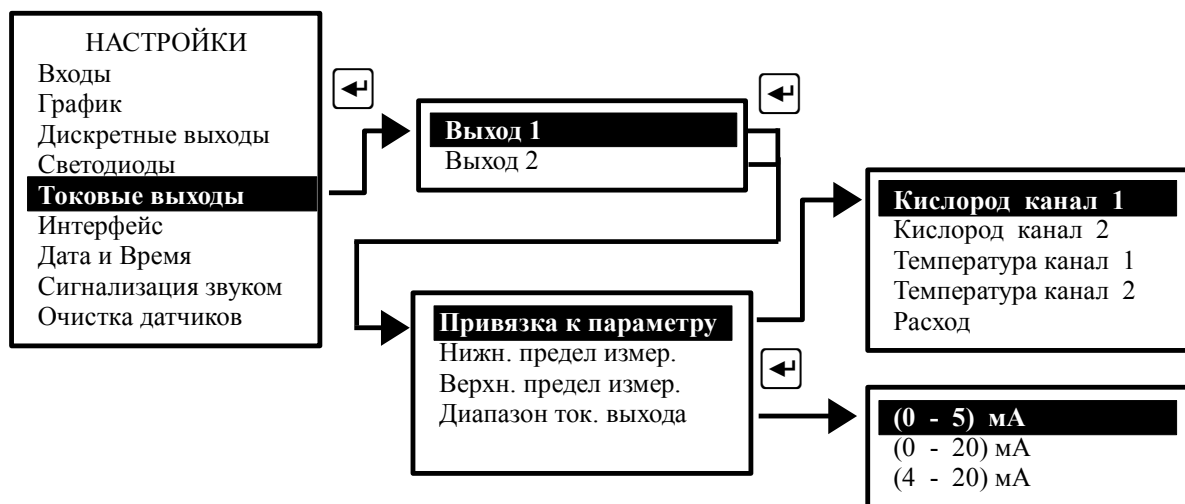 НАСТРОЙКИ
Входы
График
Дискретные выходы
Светодиоды
Токовые выходы
Интерфейс
Дата и Время
Сигнализация звуком
Очистка датчиков
Выход 1
Выход 2
Привязка к параметру
Нижн. предел измер.
Верхн. предел измер.
Диапазон ток. выхода
Кислород канал 1
Кислород канал 2
Температура канал 1
Температура канал 2
Расход
(0 - 5) мА
(0 - 20) мА
(4 - 20) мА